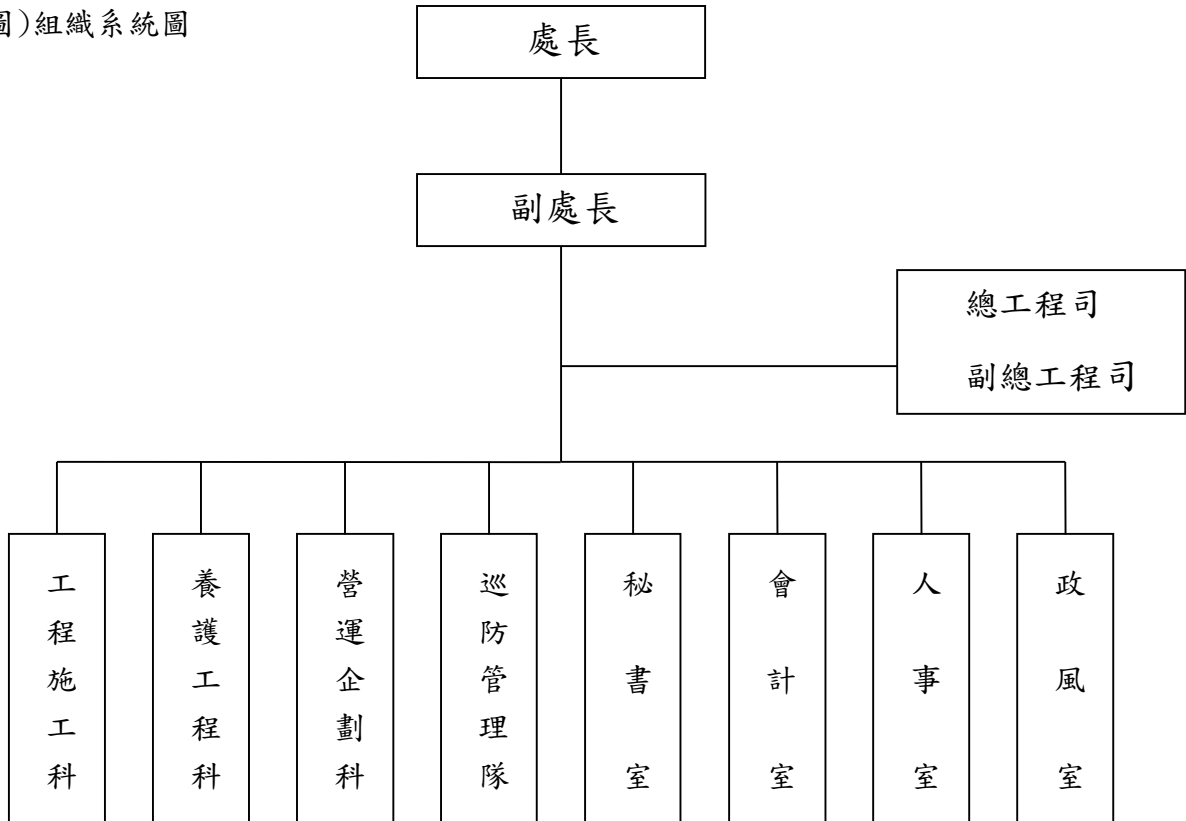 圖)組織系統圖
處長
副處長
總工程司
副總工程司
工程施工科
養護工程科
營運企劃科
巡防管理隊
秘書室
會計室
人事室
政風室